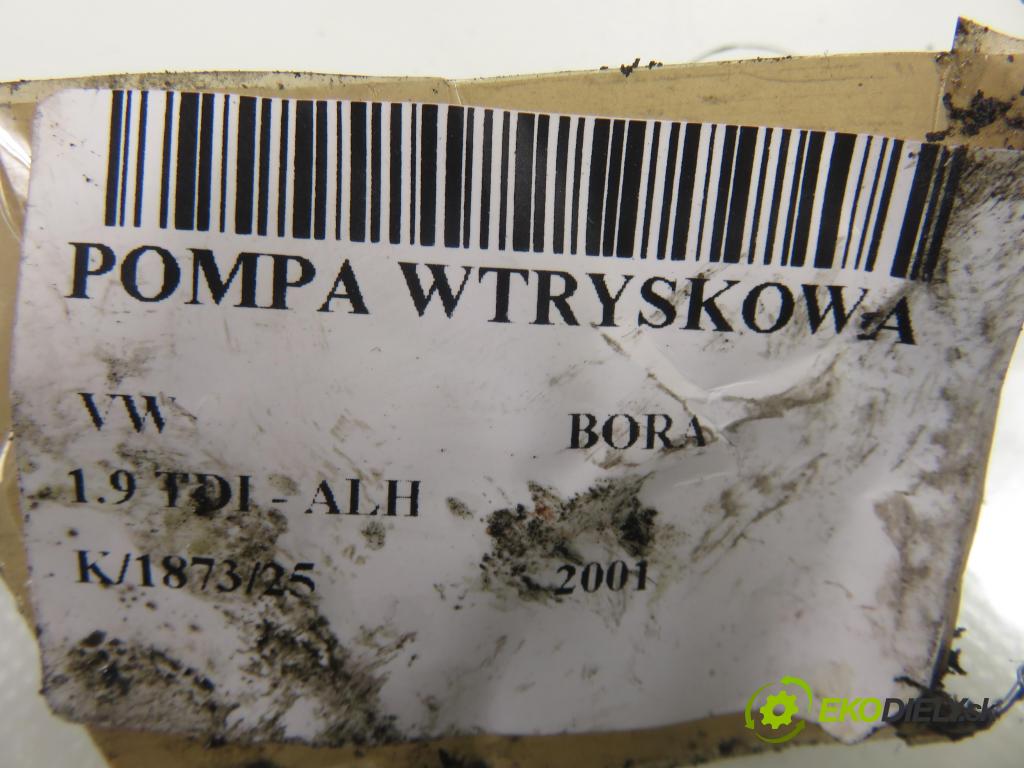 POMPA WTRYSKOWA
VW BORA
1.9 TDI - ALH
K/1873/25 2001
EKODIELY.sk